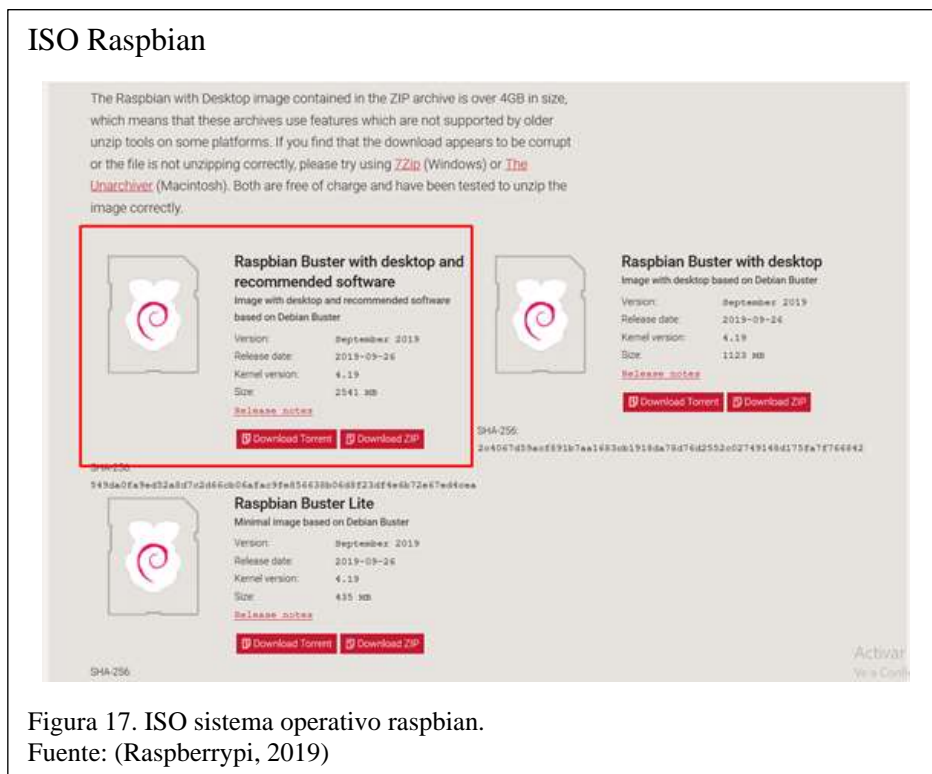 ISO Raspbian
The Raspbian with Desktop image contained in the ZIP archive is over 4GB in size,
which means that these archives use features which are not supported by older
unzip tools on some platforms. If you find that the download appears to be corrupt
or the file is not unzipping correctly, please try using 7Zip (Windows) or The
Unarchiver (Macintosh). Both are free of charge and have been tested to unzip the
image correctly.
Raspbian Buster with desktop and
recommended software
Image with desktop and recommended software
based on Debian Buster
Version: September 2019
Release date: 2019-09-26
Kernel version: 4.19
Size: 2541 MB
Release notes
Download Torrent Download ZIP
SHA-256:
Raspbian Buster with desktop
Image with desktop based on Debian Buster
Version: September 2019
Release date: 2019-09-26
Kernel version: 4.19
Size: 1123 MB
Release notes
Download Torrent Download ZIP
SHA-256:
Raspbian Buster Lite
Minimal image based on Debian Buster
Version: September 2019
Release date: 2019-09-26
Kernel version: 4.19
Size: 435 MB
Release notes
Download Torrent Download ZIP
SHA-256
Activar
Ve a Confi
Figura 17. ISO sistema operativo raspbian.
Fuente: (Raspberrypi, 2019)